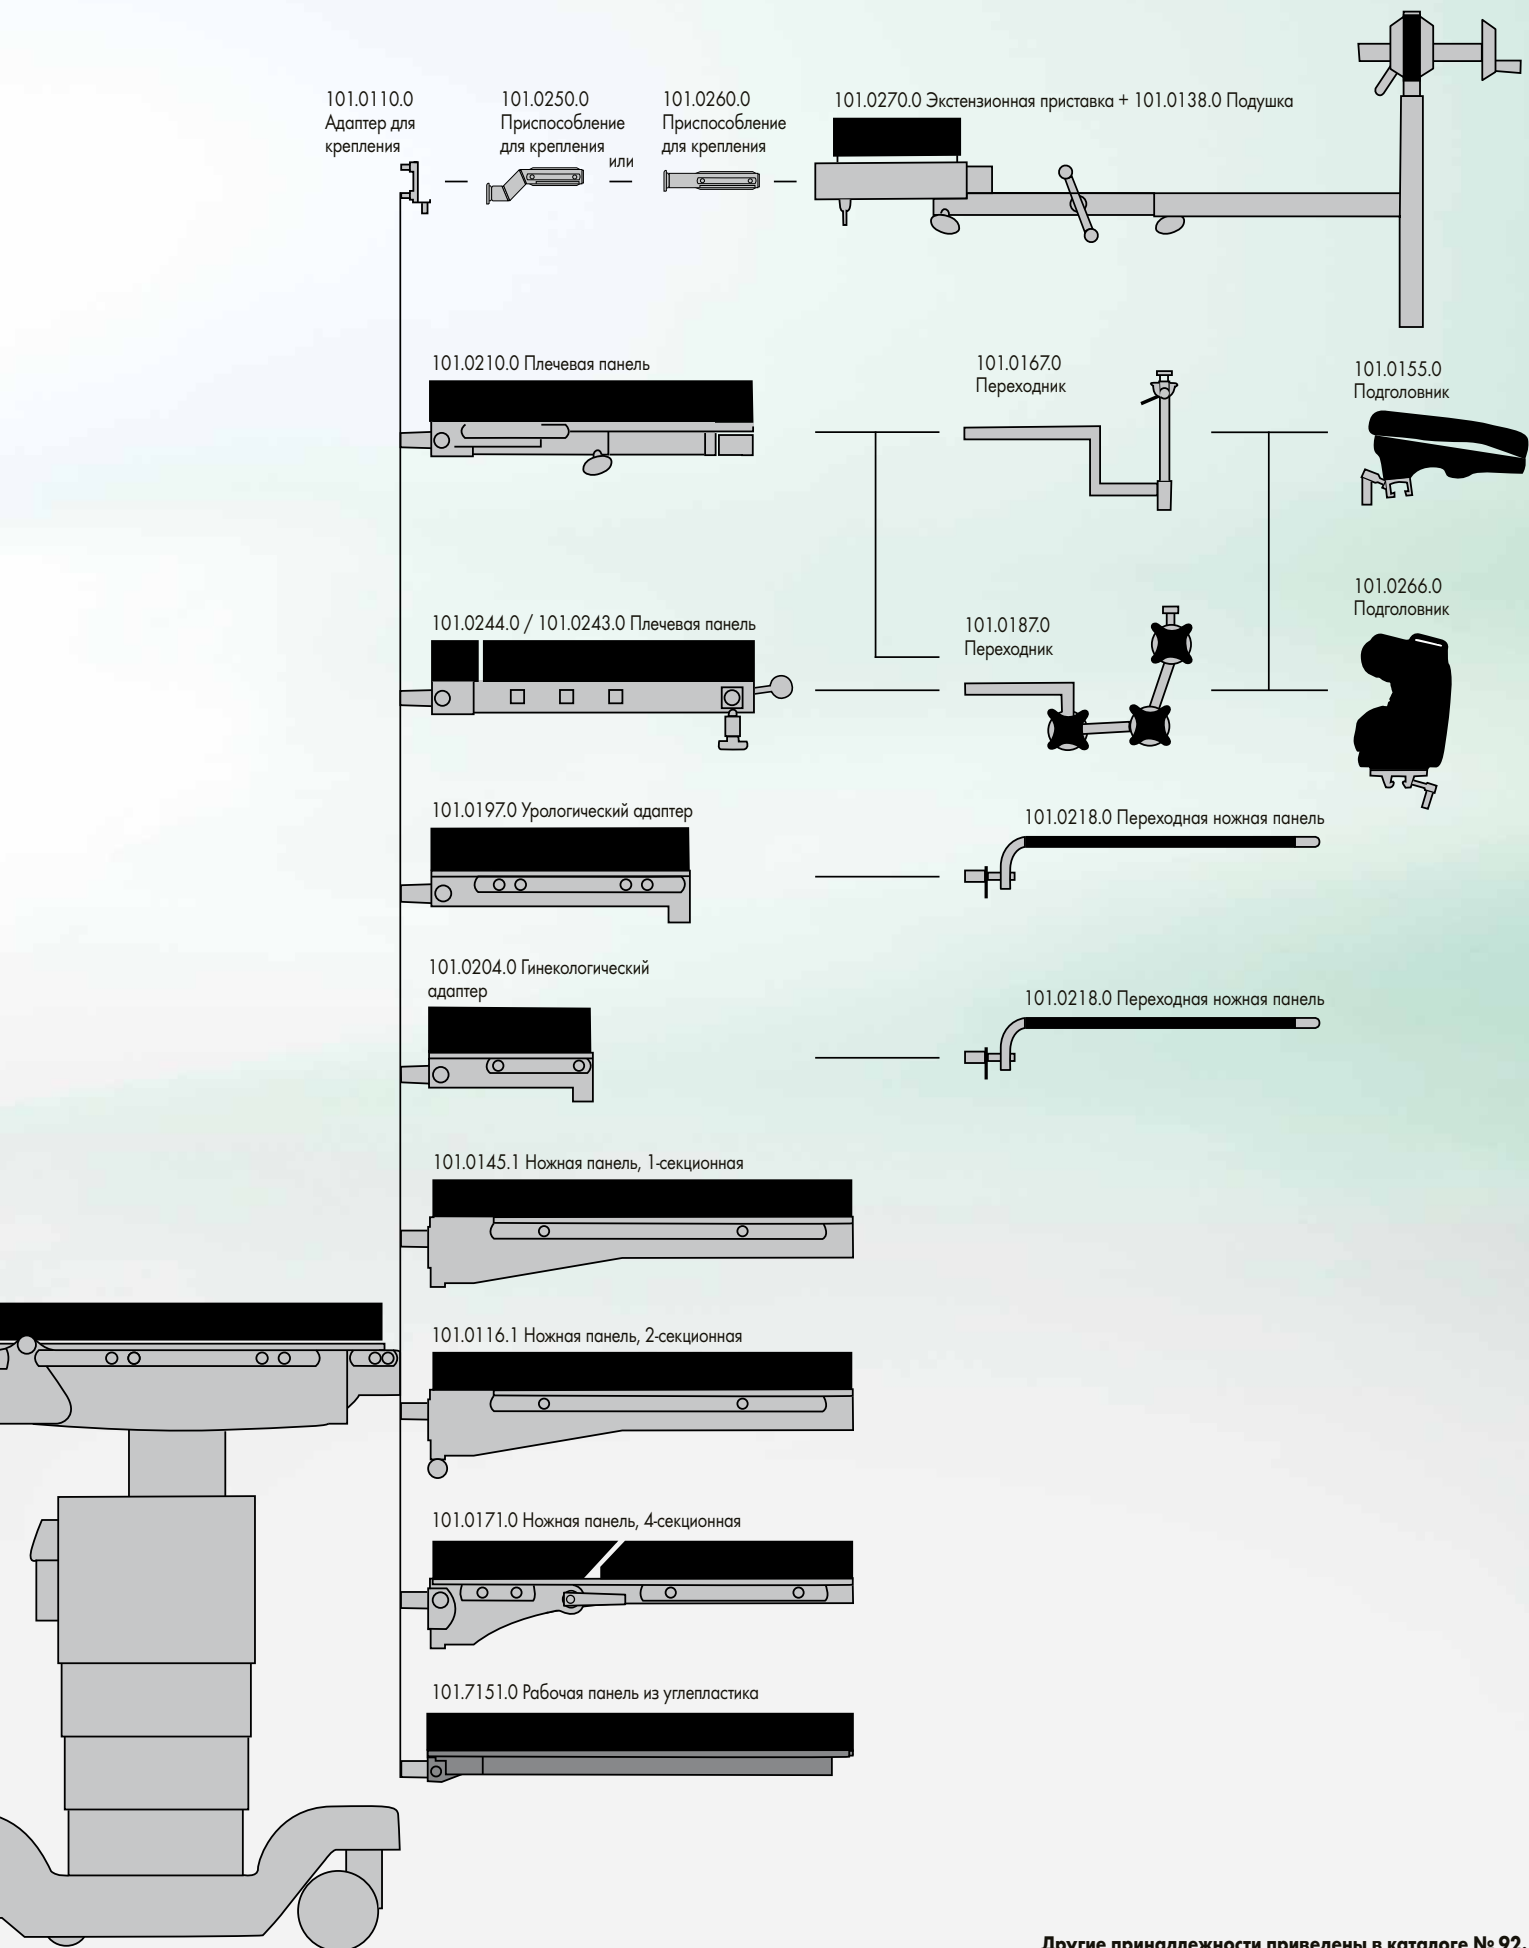 101.0110.0
Адаптер для
крепления
101.0250.0
Приспособление
для крепления
или
101.0260.0
Приспособление
для крепления
101.0270.0 Экстензионная приставка + 101.0138.0 Подушка
101.0210.0 Плечевая панель
101.0167.0
Переходник
101.0155.0
Подголовник
101.0244.0 / 101.0243.0 Плечевая панель
101.0187.0
Переходник
101.0266.0
Подголовник
101.0197.0 Урологический адаптер
101.0218.0 Переходная ножная панель
101.0204.0 Гинекологический
адаптер
101.0218.0 Переходная ножная панель
101.0145.1 Ножная панель, 1-секционная
101.0116.1 Ножная панель, 2-секционная
101.0171.0 Ножная панель, 4-секционная
101.7151.0 Рабочая панель из углепластика
Другие принадлежности приведены в каталоге № 92.